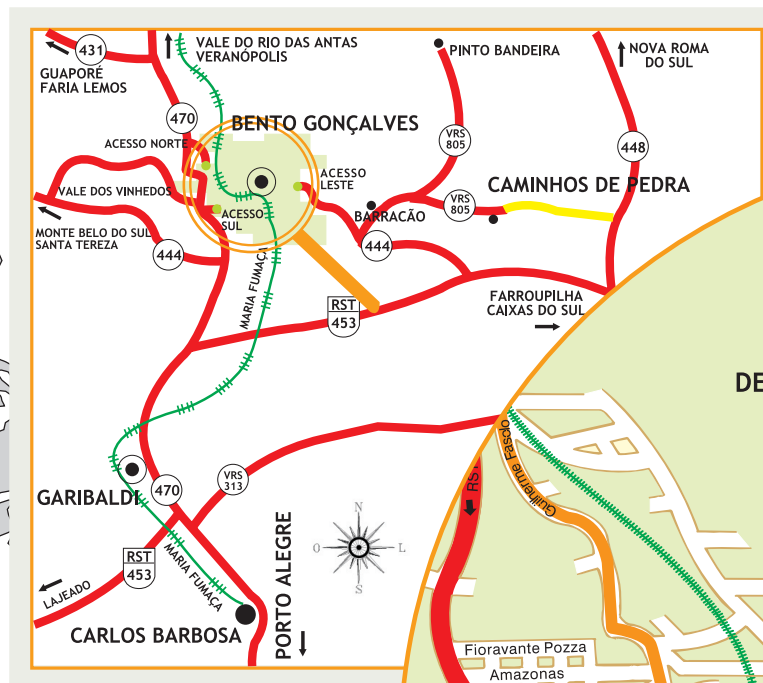 431
GUAPORÉ
FARIA LEMOS
VALE DO RIO DAS ANTAS
VERANÓPOLIS
PINTO BANDEIRA
NOVA ROMA
DO SUL
470
BENTO GONÇALVES
ACESSO NORTE
VRS
805
448
ACESSO
LESTE
CAMINHOS DE PEDRA
VALE DOS VINHEDOS
ACESSO
SUL
BARRACÃO
VRS
805
MONTE BELO DO SUL
SANTA TEREZA
444
444
MARIA FUMAÇA
RST
453
FARROUPILHA
CAIXAS DO SUL
DE
GARIBALDI
470
VRS
313
RST
Guilherme Fasolo
N
O
L
S
RST
453
MARIA FUMAÇA
LAJEADO
PORTO ALEGRE
CARLOS BARBOSA
Fioravante Pozza
Amazonas